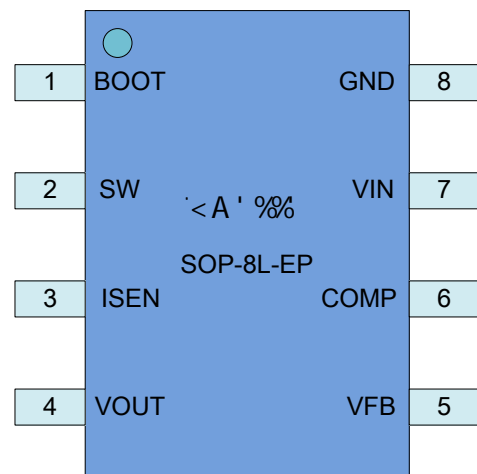 1 BOOT GND 8
2 SW VIN 7
<A' %%'
SOP-8L-EP
3 ISEN COMP 6
4 VOUT VFB 5